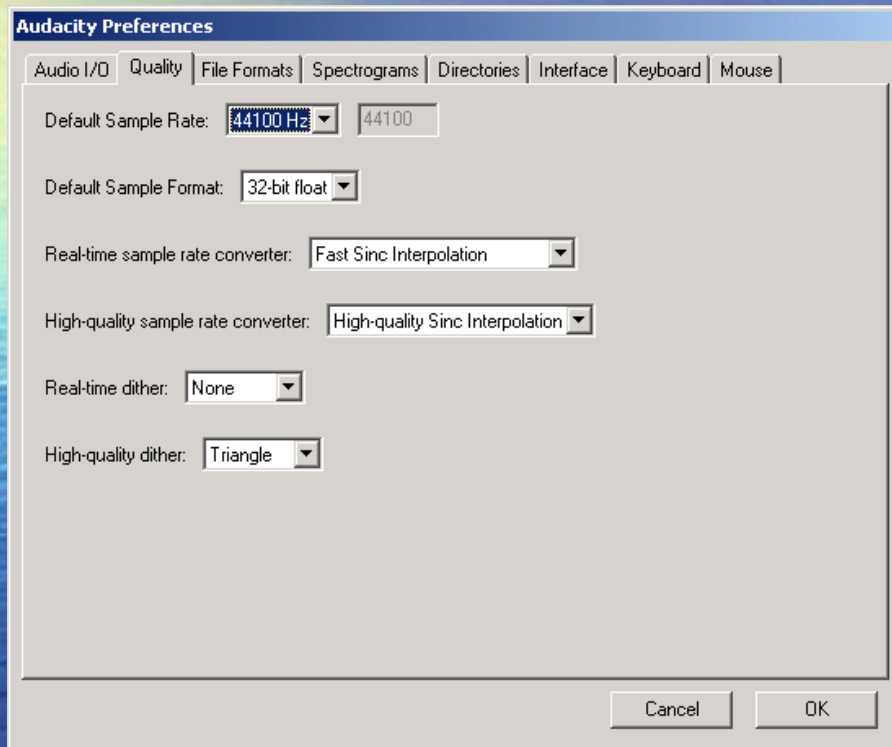 Audacity Preferences
Audio I/O Quality File Formats Spectrograms Directories Interface Keyboard Mouse
Default Sample Rate: 44100 Hz 44100
Default Sample Format: 32-bit float
Real-time sample rate converter: Fast Sinc Interpolation
High-quality sample rate converter: High-quality Sinc Interpolation
Real-time dither: None
High-quality dither: Triangle
Cancel OK